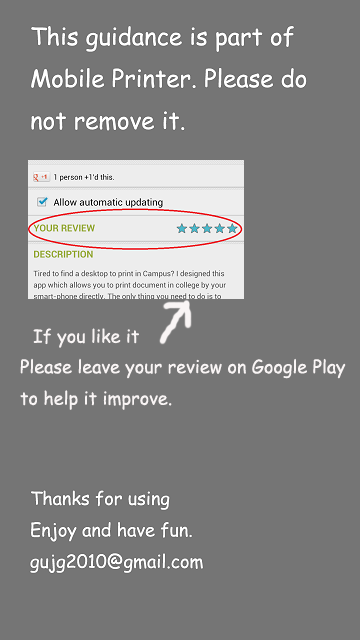 This guidance is part of
Mobile Printer. Please do
not remove it.
+1 1 person +1'd this.
Allow automatic updating
YOUR REVIEW
DESCRIPTION
Tired to find a desktop to print in Campus? I designed this
app which allows you to print document in college by your
smart-phone directly. The only thing you need to do is to
If you like it
Please leave your review on Google Play
to help it improve.
Thanks for using
Enjoy and have fun.
gujg2010@gmail.com